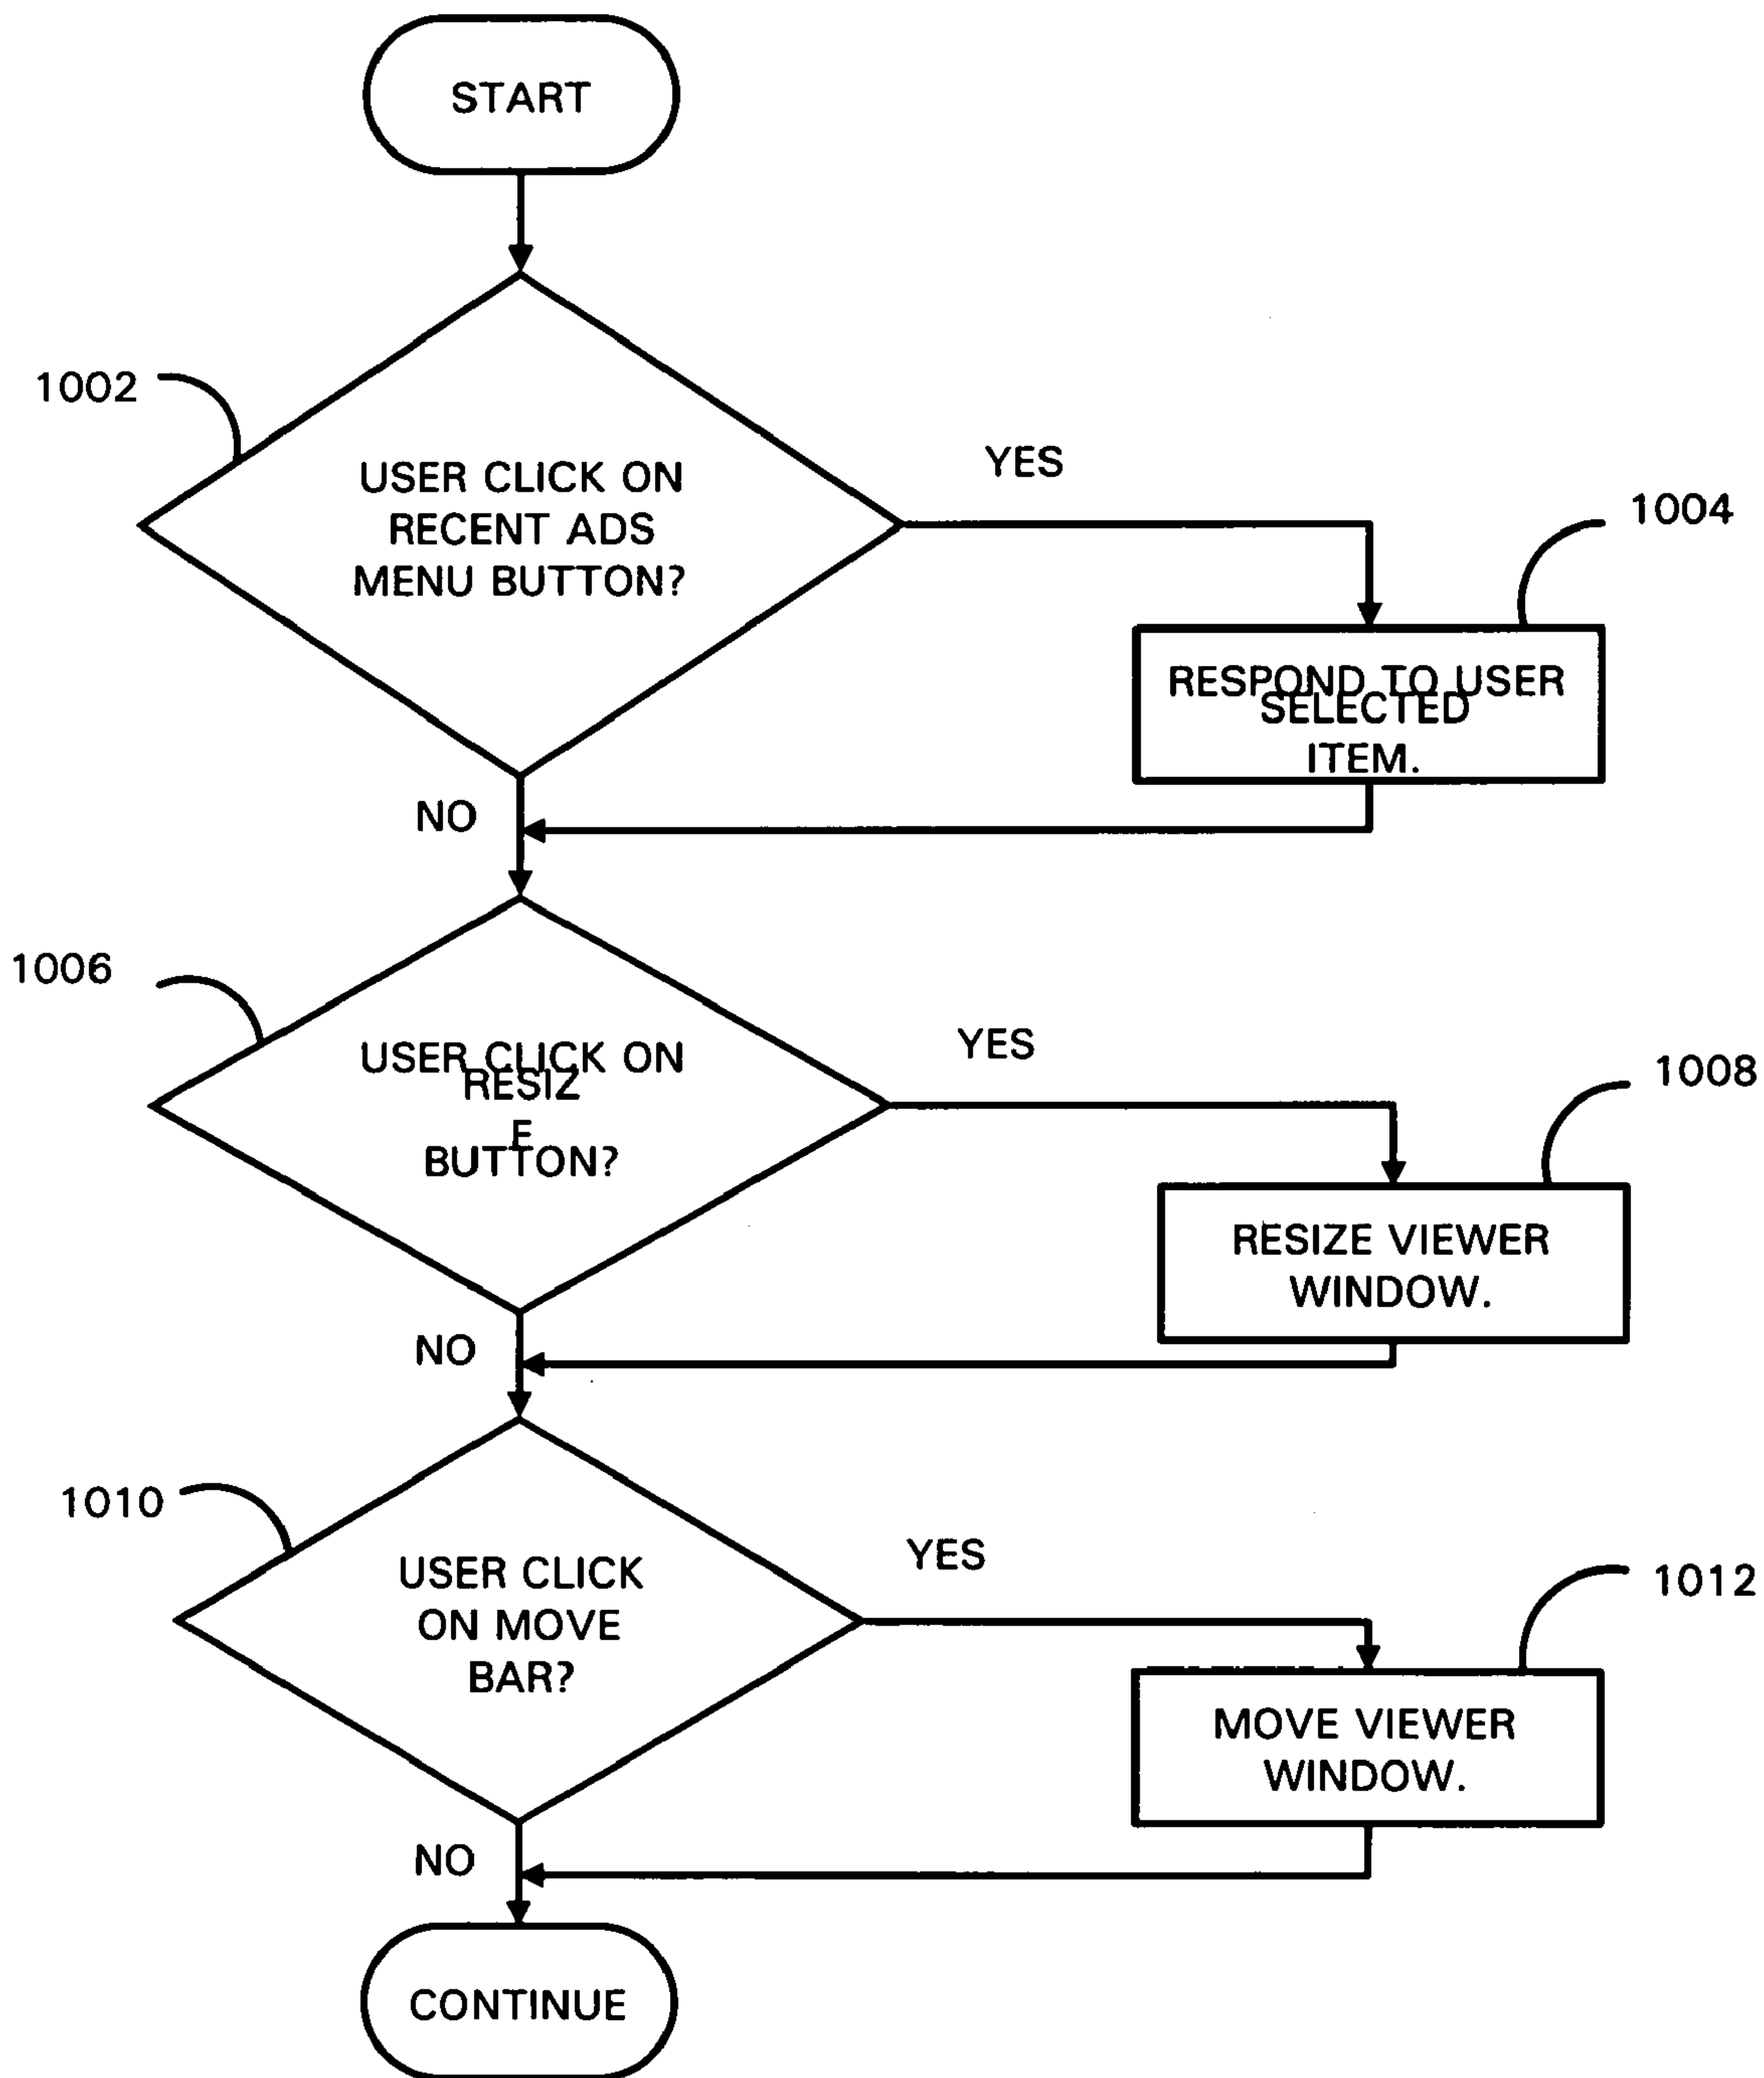 START
1002
USER CLICK ON
RECENT ADS
MENU BUTTON?
YES
1004
RESPOND TO USER
SELECTED
ITEM.
NO
1006
USER CLICK ON
RESIZ
E
BUTTON?
YES
1008
RESIZE VIEWER
WINDOW.
NO
1010
USER CLICK
ON MOVE
BAR?
YES
1012
MOVE VIEWER
WINDOW.
NO
CONTINUE